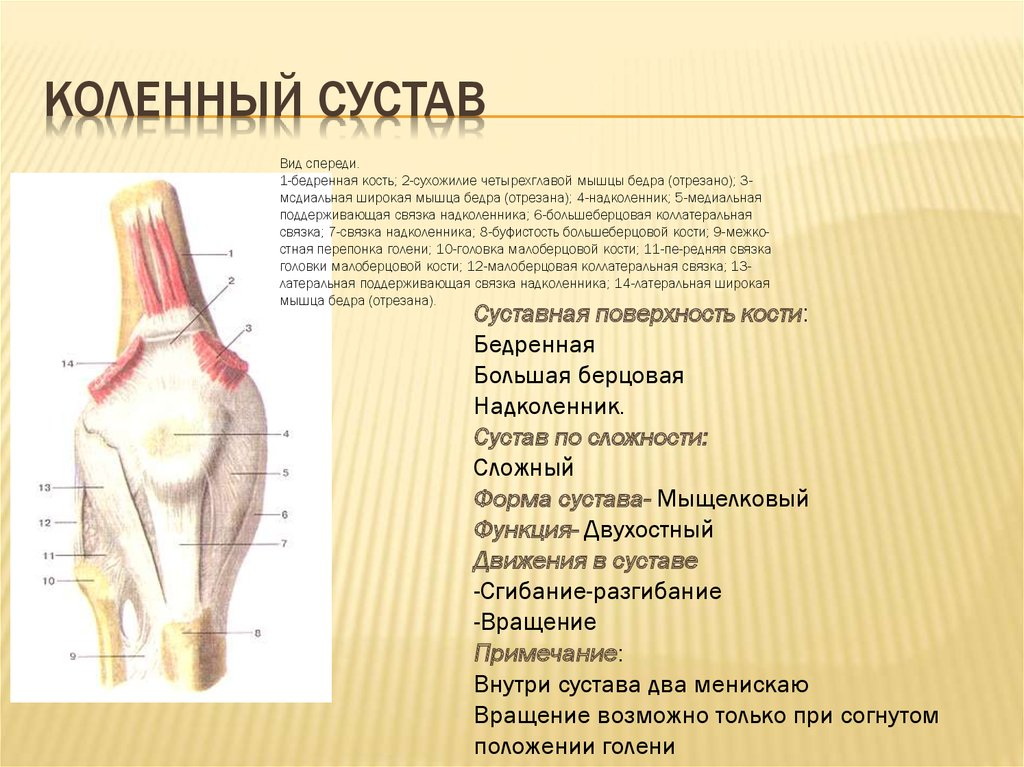 КОЛЕННЫЙ СУСТАВ
Вид спереди.
1-бедренная кость; 2-сухожилие четырехглавой мышцы бедра (отрезано); 3-
мсдиальная широкая мышца бедра (отрезана); 4-надколенник; 5-медиальная
поддерживающая связка надколенника; 6-большеберцовая коллатеральная
связка; 7-связка надколенника; 8-буфистость большеберцовой кости; 9-межко-
стная перепонка голени; 10-головка малоберцовой кости; 11-пе-редняя связка
головки малоберцовой кости; 12-малоберцовая коллатеральная связка; 13-
латеральная поддерживающая связка надколенника; 14-латеральная широкая
мышца бедра (отрезана).
1
2
3
14
4
5
13
6
12
7
11
10
8
9
Суставная поверхность кости:
Бедренная
Большая берцовая
Надколенник.
Сустав по сложности:
Сложный
Форма сустава- Мыщелковый
Функция- Двухостный
Движения в суставе
-Сгибание-разгибание
-Вращение
Примечание:
Внутри сустава два менискаю
Вращение возможно только при согнутом
положении голени